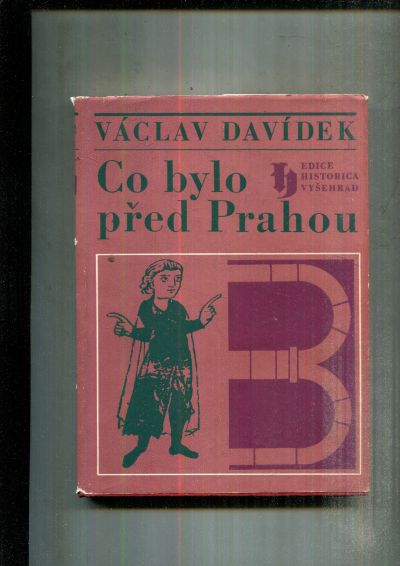 VÁCLAV DAVÍDEK
Co bylo
před Prahou
EDICE
HISTORICA
VYŠEHRAD